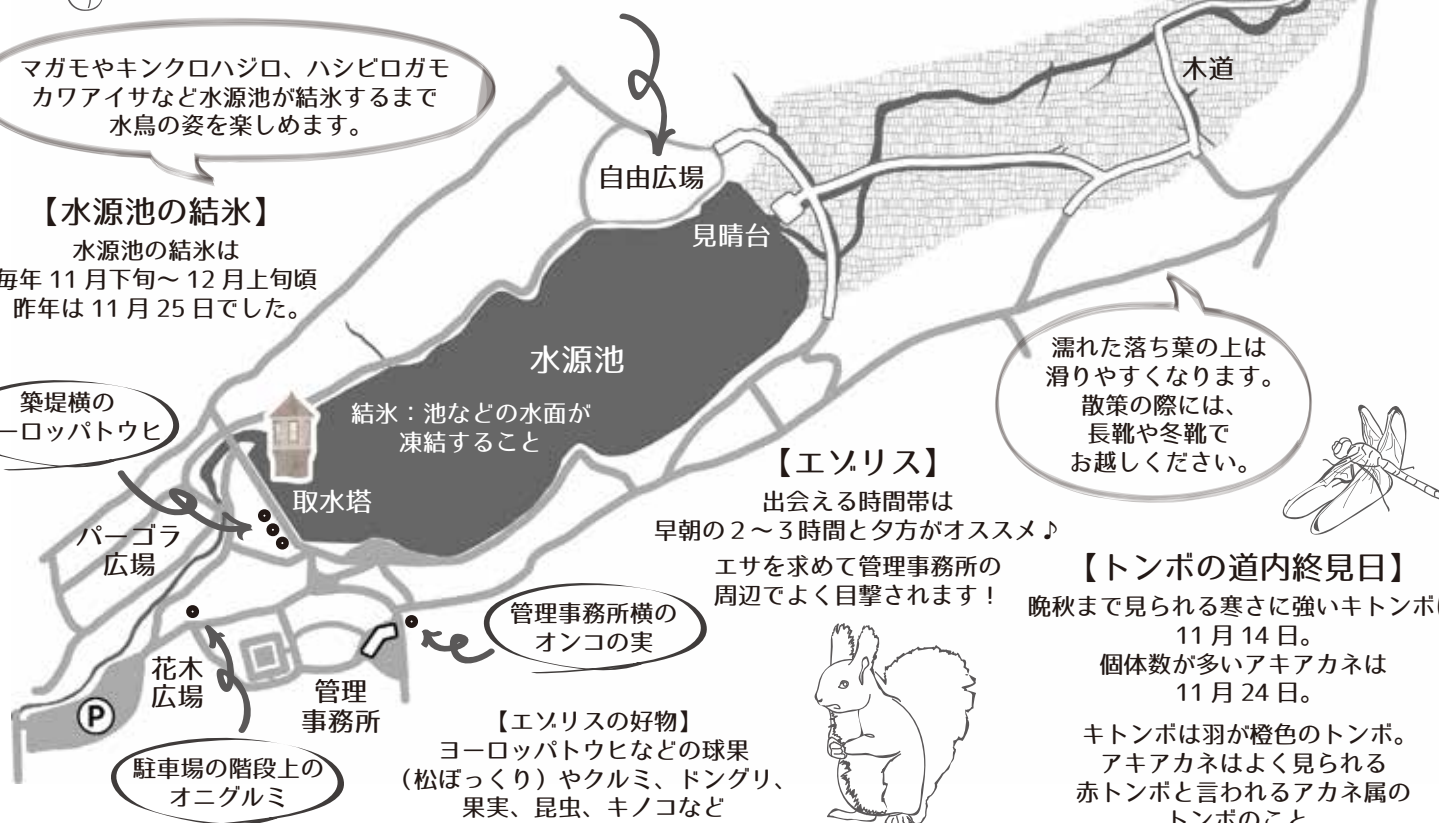 マガモやキンクロハジロ、ハシビロガモ
カワアイサなど水源池が結氷するまで
水鳥の姿を楽しめます。
【水源池の結氷】
水源池の結氷は
毎年 11 月下旬～ 12 月上旬頃
昨年は 11 月 25 日でした。
木道
自由広場
見晴台
水源池
結氷：池などの水面が
凍結すること
取水塔
築堤横の
ーロッパトウヒ
パーゴラ
広場
濡れた落ち葉の上は
滑りやすくなります。
散策の際には、
長靴や冬靴で
お越しください。
【エゾリス】
出会える時間帯は
早朝の２～３時間と夕方がオススメ♪
エサを求めて管理事務所の
周辺でよく目撃されます！
管理事務所横の
オンコの実
花木
広場
管理
事務所
P
駐車場の階段上の
オニグルミ
【エゾリスの好物】
ヨーロッパトウヒなどの球果
（松ぼっくり）やクルミ、ドングリ、
果実、昆虫、キノコなど
【トンボの道内終見日】
晩秋まで見られる寒さに強いキトンボは
11 月 14 日。
個体数が多いアキアカネは
11 月 24 日。
キトンボは羽が橙色のトンボ。
アキアカネはよく見られる
赤トンボと言われるアカネ属の
トンボのこと